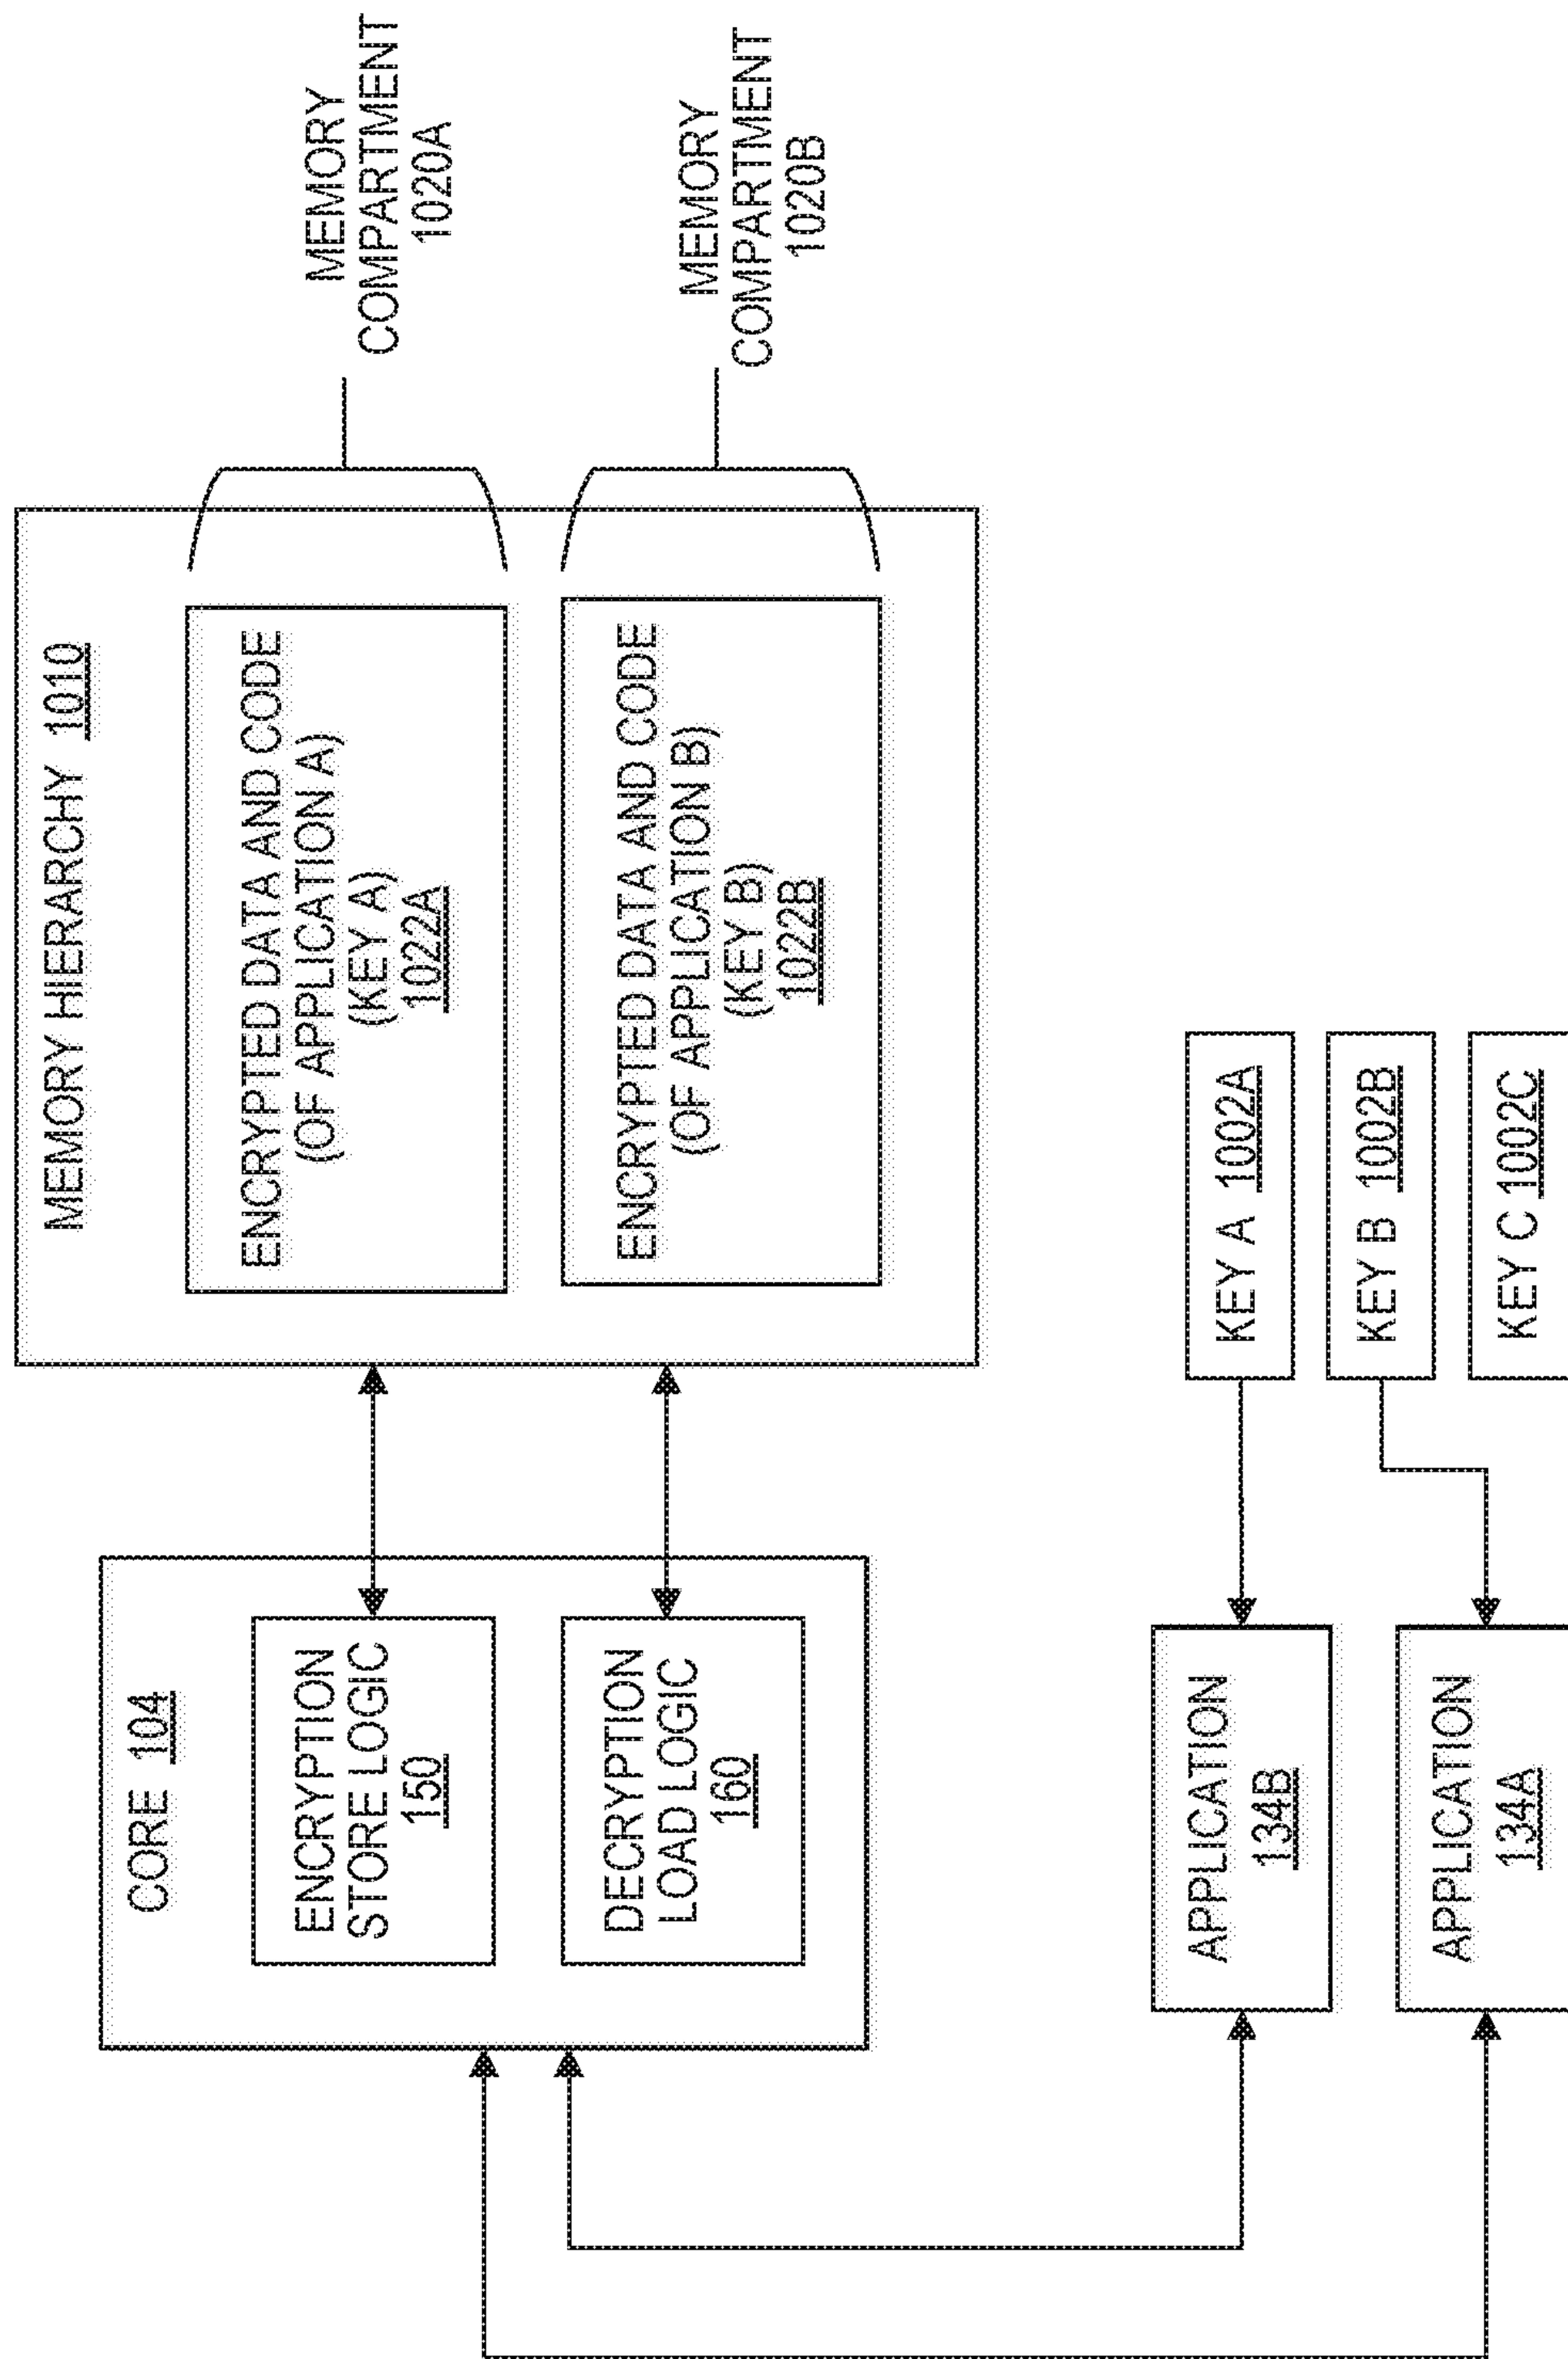 CORE 104
ENCRYPTION
STORE LOGIC
150
DECRYPTION
LOAD LOGIC
160
MEMORY HIERARCHY 1010
ENCRYPTED DATA AND CODE
(OF APPLICATION A)
(KEY A)
1022A
ENCRYPTED DATA AND CODE
(OF APPLICATION B)
(KEY B)
1022B
MEMORY
COMPARTMENT
1020A
MEMORY
COMPARTMENT
1020B
APPLICATION
134B
APPLICATION
134A
KEY A 1002A
KEY B 1002B
KEY C 1002C